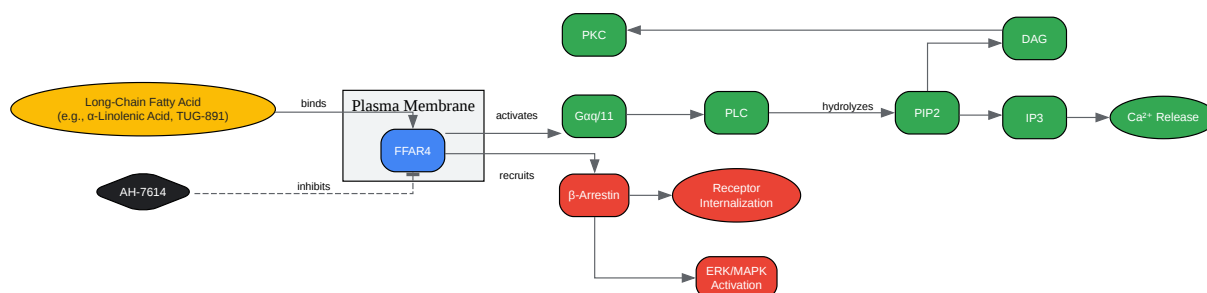 PKC
DAG
Long-Chain Fatty Acid
(e.g., α-Linolenic Acid, TUG-891)
binds
Plasma Membrane
FFAR4
activates
Gαq/11
PLC
hydrolyzes
PIP2
IP3
Ca²⁺ Release
AH-7614
inhibits
recruits
β-Arrestin
Receptor
Internalization
ERK/MAPK
Activation